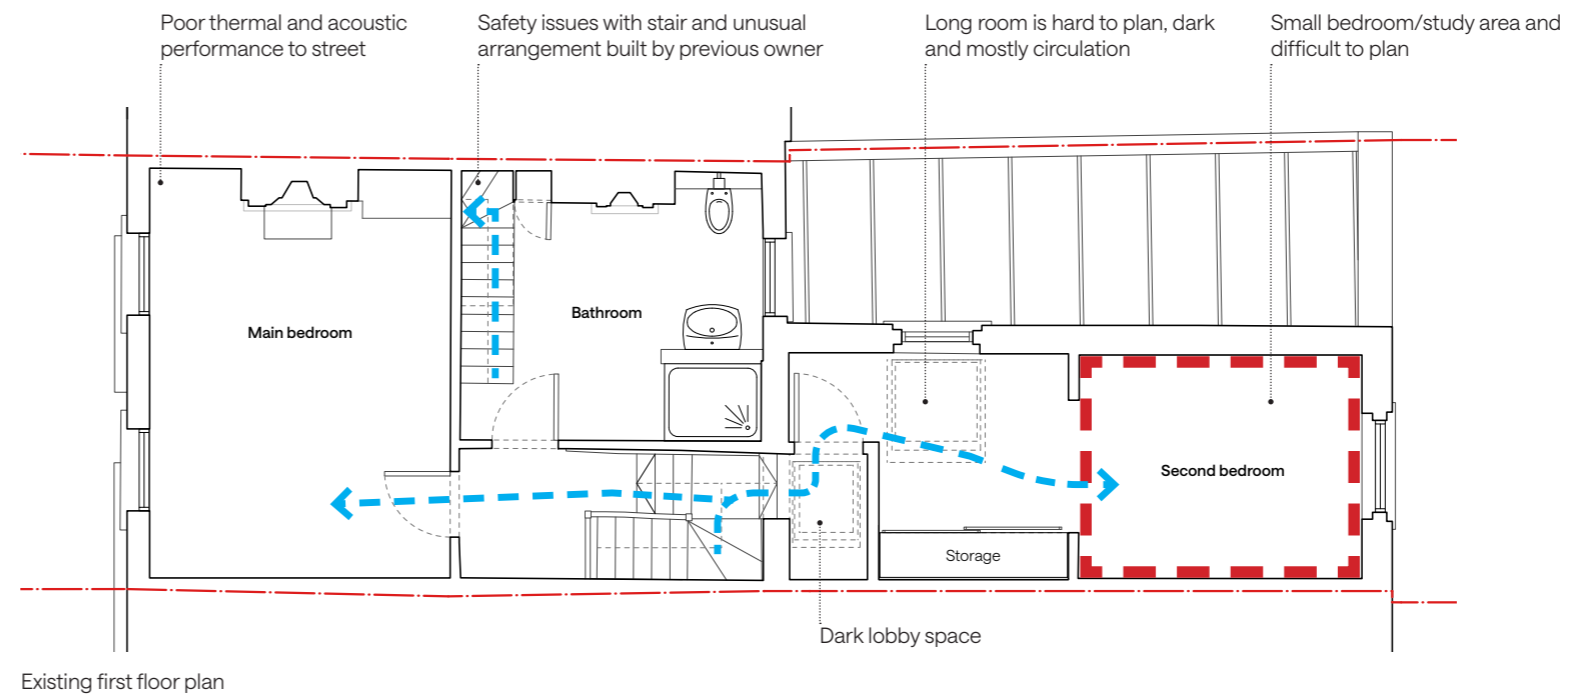 Poor thermal and acoustic
performance to street
Safety issues with stair and unusual
arrangement built by previous owner
Long room is hard to plan, dark
and mostly circulation
Small bedroom/study area and
difficult to plan
Main bedroom
Bathroom
Second bedroom
Storage
Dark lobby space
Existing first floor plan